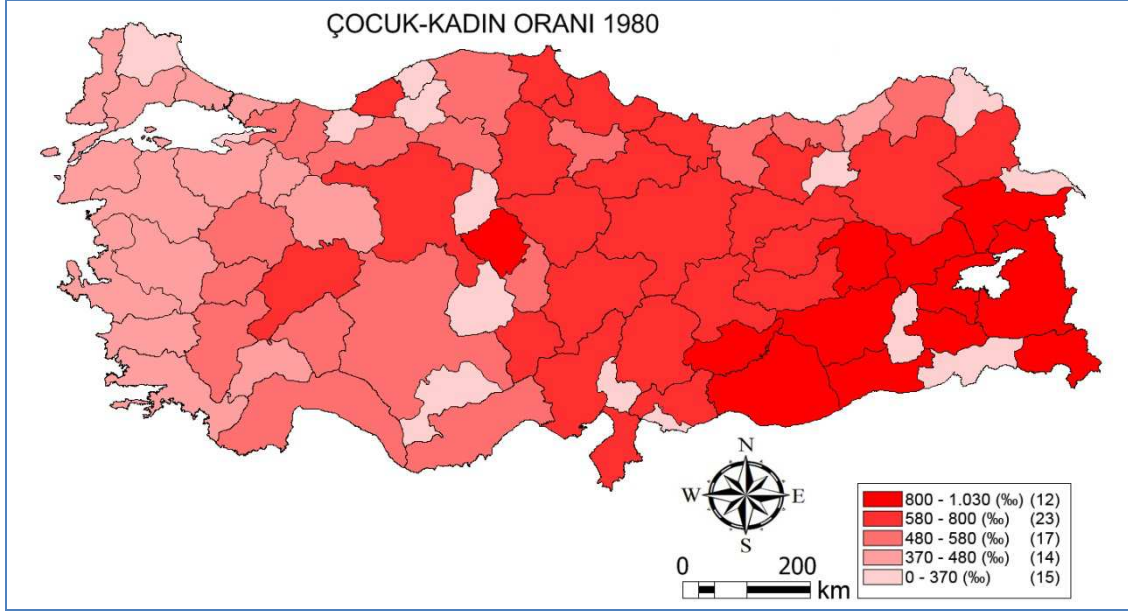 ÇOCUK-KADIN ORANI 1980
N
W E
S
0 200
km
800 - 1.030 (‰) (12)
580 - 800 (‰) (23)
480 - 580 (‰) (17)
370 - 480 (‰) (14)
0 - 370 (‰) (15)